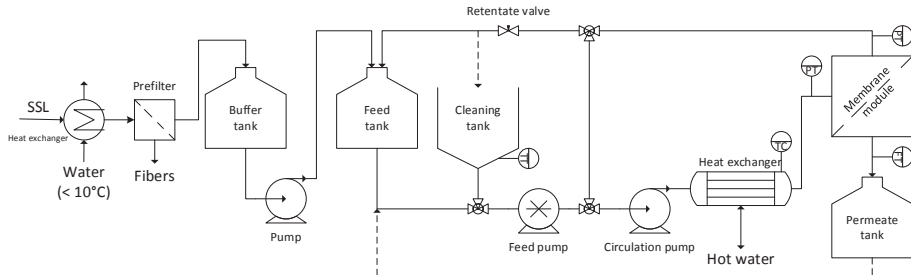 Retentate valve
SSL
Heat exchanger
Water
(< 10°C)
Prefilter
Fibers
Buffer
tank
Pump
Feed
tank
Cleaning
tank
Feed pump
Circulation pump
PT
TC
Heat exchanger
Hot water
PT
Membrane
module
Permeate
tank